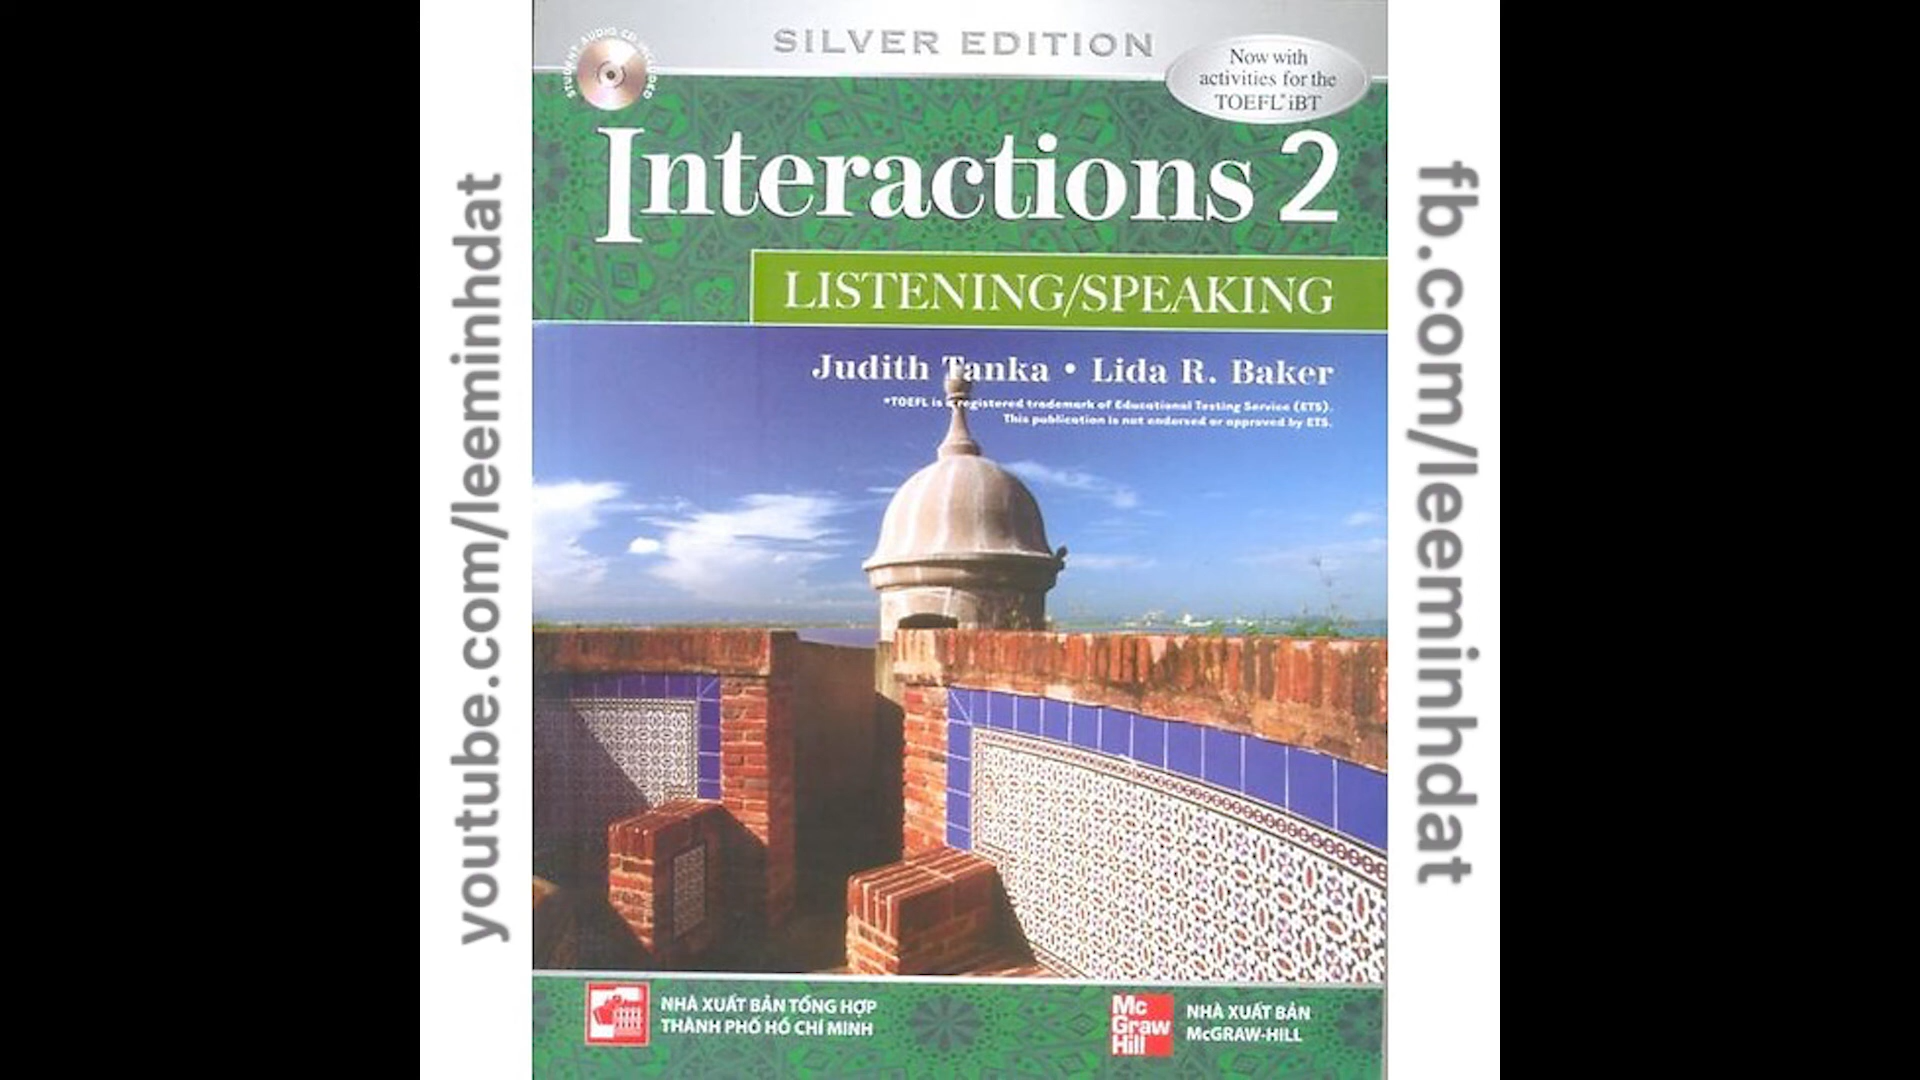 youtube.com/leeminhdat
SILVER EDITION
STUDENT AUDIO CD INCLUDED
Now with
activities for the
TOEFL® iBT
Interactions 2
LISTENING/SPEAKING
Judith Tanka • Lida R. Baker
*TOEFL is a registered trademark of Educational Testing Service (ETS).
This publication is not endorsed or approved by ETS.
NHÀ XUẤT BẢN TỔNG HỢP
THÀNH PHỐ HỒ CHÍ MINH
Mc
Graw
Hill
NHÀ XUẤT BẢN
McGRAW-HILL
fb.com/leeminhdat